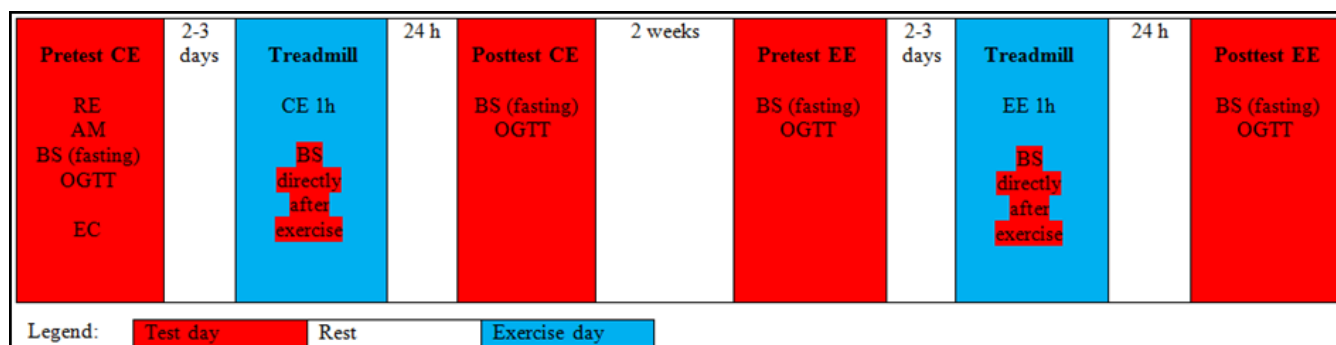 Pretest CE
RE
AM
BS (fasting)
OGTT
EC
2-3
days
Treadmill
CE 1h
BS
directly
after
exercise
24 h
Posttest CE
BS (fasting)
OGTT
2 weeks
Pretest EE
BS (fasting)
OGTT
2-3
days
Treadmill
EE 1h
BS
directly
after
exercise
24 h
Posttest EE
BS (fasting)
OGTT
Legend:
Test day
Rest
Exercise day